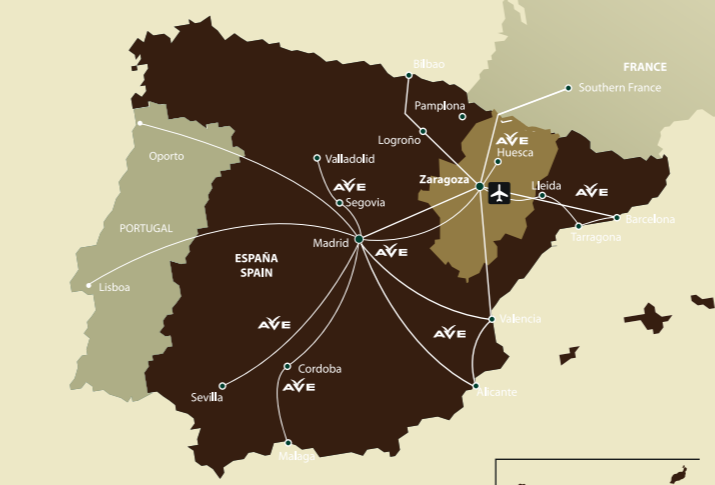 Bilbao
FRANCE
Southern France
Pamplona
Logroño
AVE
Huesca
Oporto
Valladolid
Zaragoza
AVE
Lleida
AVE
Segovia
Barcelona
PORTUGAL
Tarragona
Madrid
AVE
ESPAÑA
SPAIN
Lisboa
AVE
Valencia
AVE
Cordoba
AVE
Sevilla
Alicante
Malaga